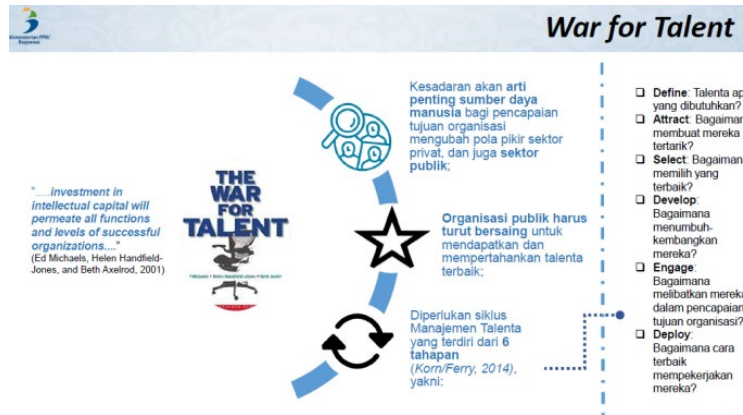 Kementerian PPN/
Bappenas
War for Talent
“.....investment in
intellectual capital will
permeate all functions
and levels of successful
organizations....”
(Ed Michaels, Helen Handfield-
Jones, and Beth Axelrod, 2001)
THE
WAR
FOR
TALENT
Kesadaran akan arti
penting sumber daya
manusia bagi pencapaian
tujuan organisasi
mengubah pola pikir sektor
privat, dan juga sektor
publik;
Organisasi publik harus
turut bersaing untuk
mendapatkan dan
mempertahankan talenta
terbaik;
Diperlukan siklus
Manajemen Talenta
yang terdiri dari 6
tahapan
(Korn/Ferry, 2014),
yakni:
Define: Talenta ap
yang dibutuhkan?
Attract: Bagaiman
membuat mereka
tertarik?
Select: Bagaiman
memilih yang
terbaik?
Develop:
Bagaimana
menumbuh-
kembangkan
mereka?
Engage:
Bagaimana
melibatkan mereka
dalam pencapaian
tujuan organisasi?
Deploy:
Bagaimana cara
terbaik
mempekerjakan
mereka?